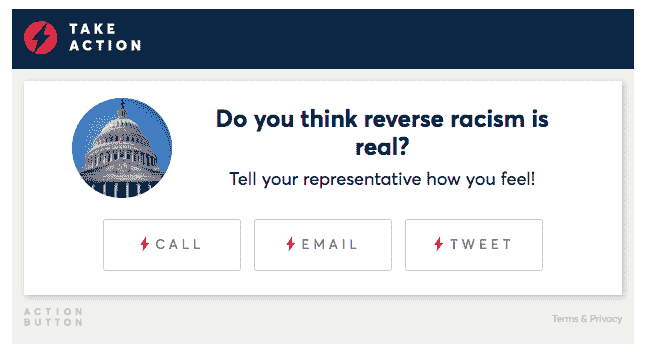 TAKE
ACTION
Do you think reverse racism is
real?
Tell your representative how you feel!
CALL
EMAIL
TWEET
ACTION
BUTTON
Terms & Privacy